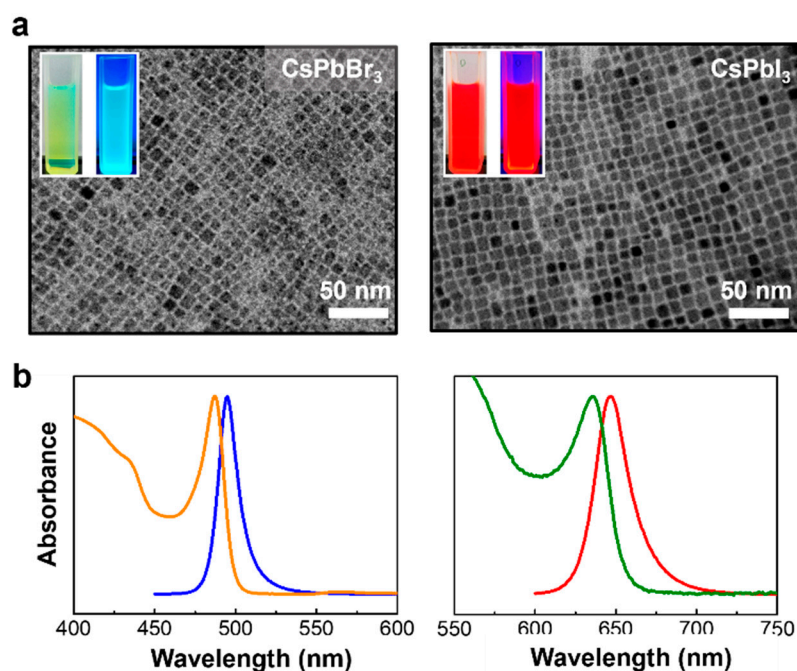 a
CsPbBr3
CsPbI3
50 nm
50 nm
b
Absorbance
400 450 500 550 600
550 600 650 700 750
Wavelength (nm)
Wavelength (nm)